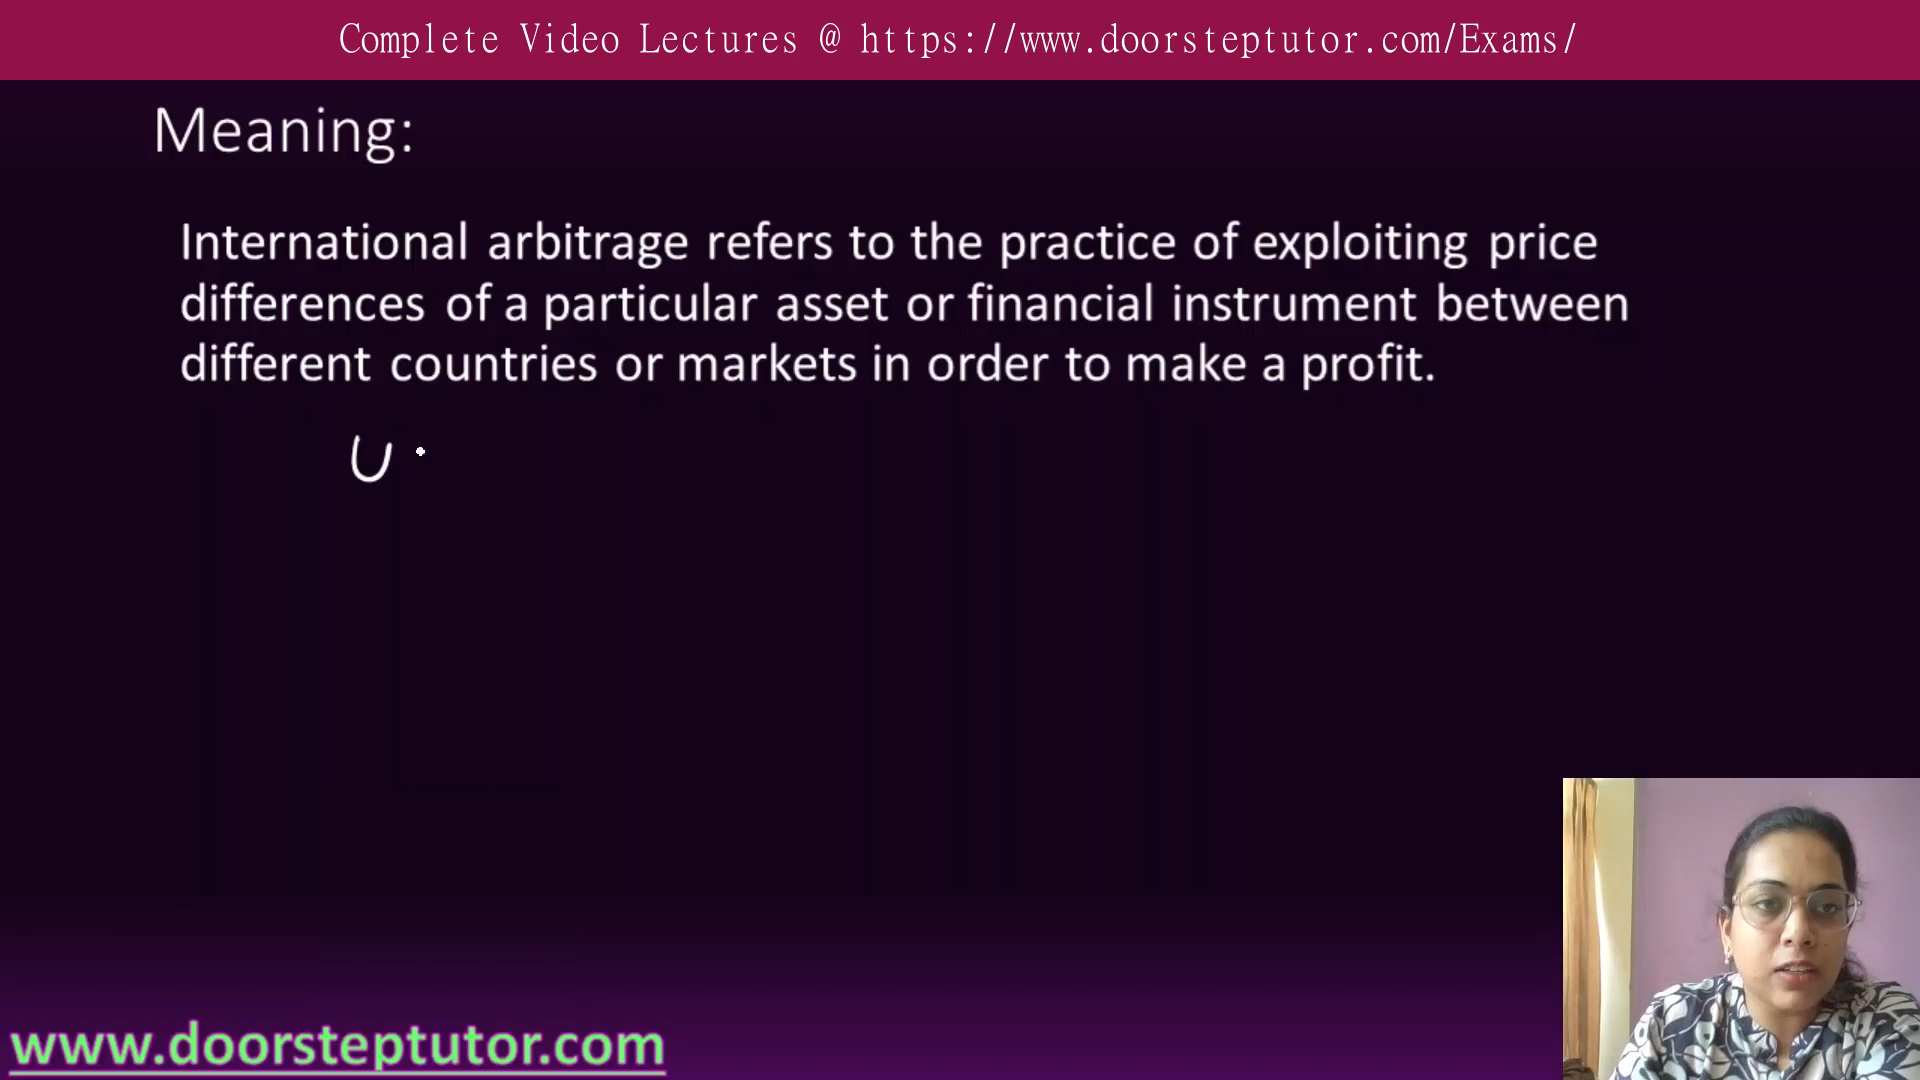 Complete Video Lectures @ https://www.doorsteptutor.com/Exams/
Meaning:
International arbitrage refers to the practice of exploiting price
differences of a particular asset or financial instrument between
different countries or markets in order to make a profit.
U
www.doorsteptutor.com